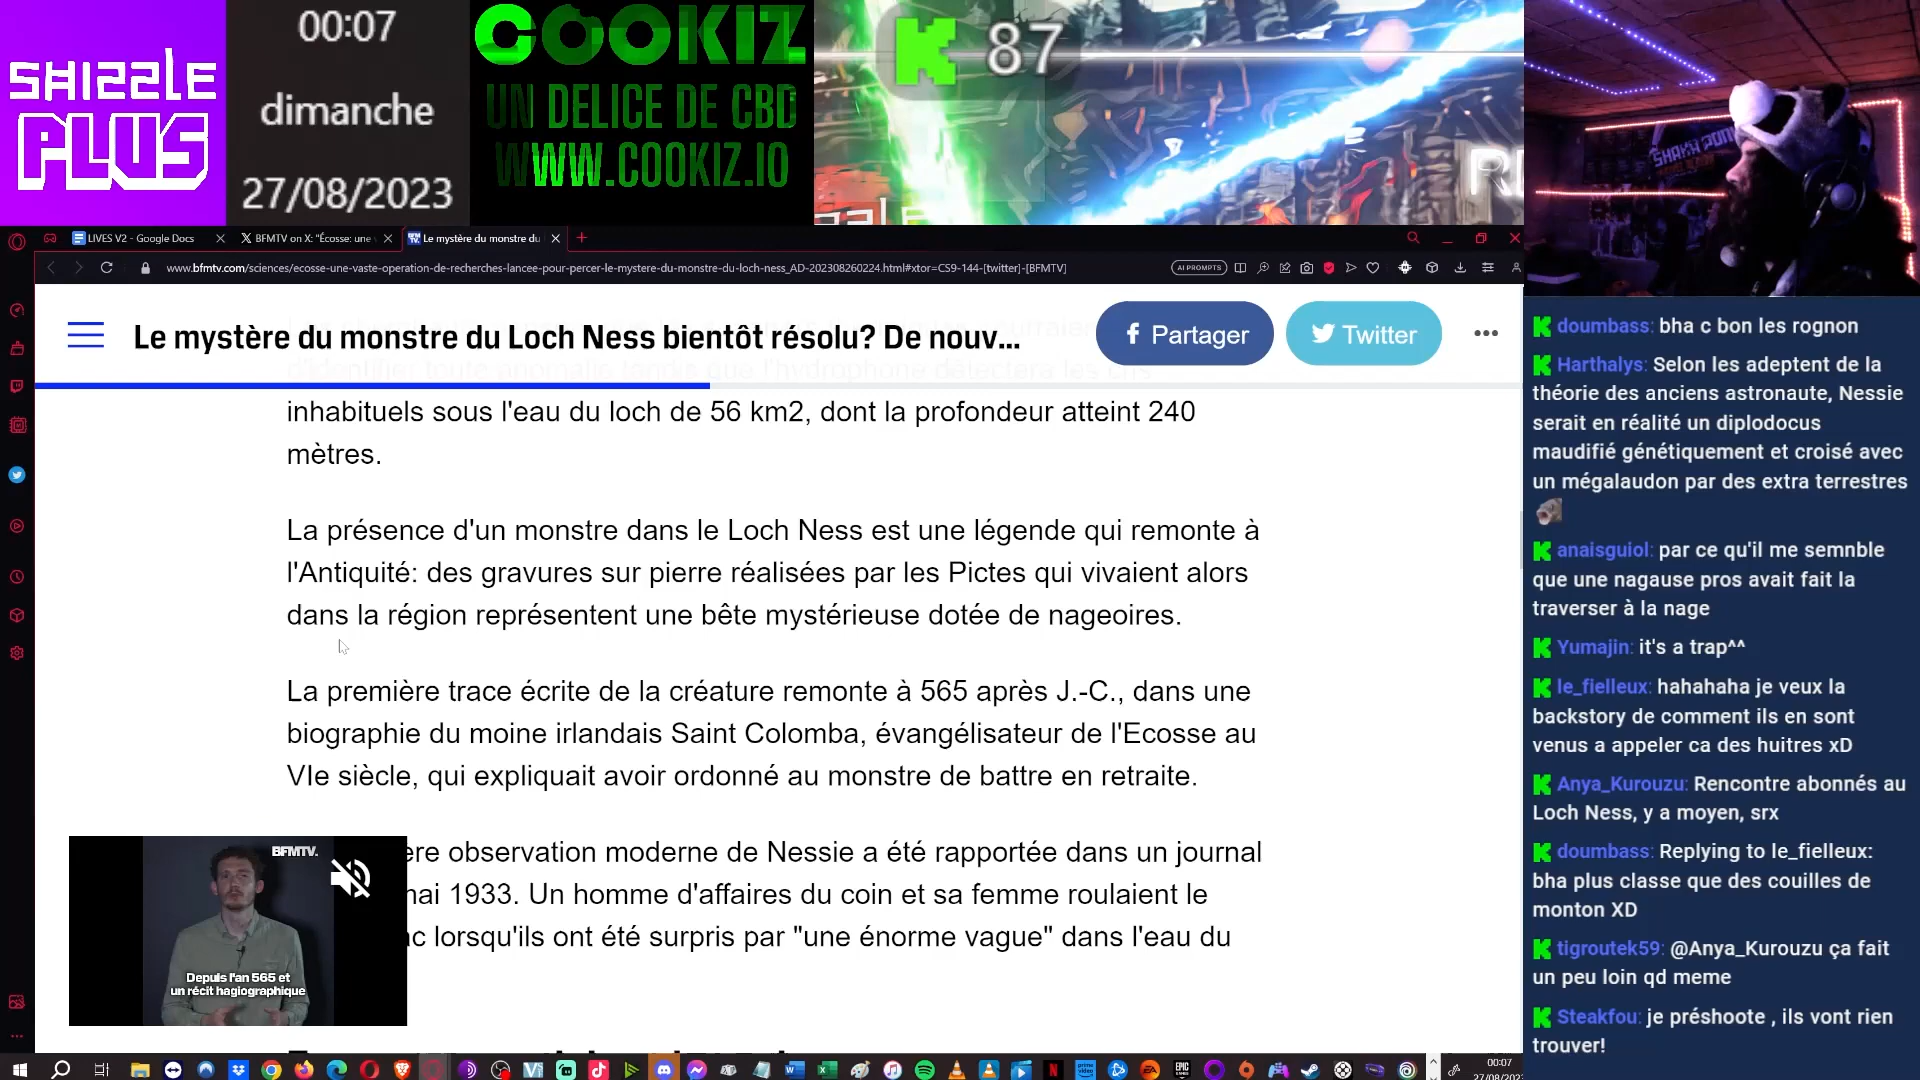 SHIZZLE
PLUS
00:07
dimanche
27/08/2023
COOKIZ
UN DELICE DE CBD
WWW.COOKIZ.IO
87
LIVES V2 - Google Docs
BFMTV on X: "Écosse: une
Le mystère du monstre du
www.bfmtv.com/sciences/ecosse-une-vaste-operation-de-recherches-lancee-pour-percer-le-mystere-du-monstre-du-loch-ness_AD-202308260224.html#xtor=CS9-144-[twitter]-[BFMTV]
AI PROMPTS
Le mystère du monstre du Loch Ness bientôt résolu? De nouv...
Partager
Twitter
inhabituels sous l'eau du loch de 56 km2, dont la profondeur atteint 240
mètres.
La présence d'un monstre dans le Loch Ness est une légende qui remonte à
l'Antiquité: des gravures sur pierre réalisées par les Pictes qui vivaient alors
dans la région représentent une bête mystérieuse dotée de nageoires.
La première trace écrite de la créature remonte à 565 après J.-C., dans une
biographie du moine irlandais Saint Colomba, évangélisateur de l'Ecosse au
VIe siècle, qui expliquait avoir ordonné au monstre de battre en retraite.
ère observation moderne de Nessie a été rapportée dans un journal
mai 1933. Un homme d'affaires du coin et sa femme roulaient le
lorsqu'ils ont été surpris par "une énorme vague" dans l'eau du
BFMTV.
Depuis l'an 565 et
un récit hagiographique
doumbass: bha c bon les rognon
Harthalys: Selon les adeptent de la
théorie des anciens astronaute, Nessie
serait en réalité un diplodocus
maudifié génétiquement et croisé avec
un mégalaudon par des extra terrestres
anaisguiol: par ce qu'il me semnble
que une nagause pros avait fait la
traverser à la nage
Yumajin: it's a trap^^
le_fielleux: hahahaha je veux la
backstory de comment ils en sont
venus a appeler ca des huitres xD
Anya_Kurouzu: Rencontre abonnés au
Loch Ness, y a moyen, srx
doumbass: Replying to le_fielleux:
bha plus classe que des couilles de
monton XD
tigroutek59: @Anya_Kurouzu ça fait
un peu loin qd meme
Steakfou: je préshoote , ils vont rien
trouver!
00:07
27/08/2023